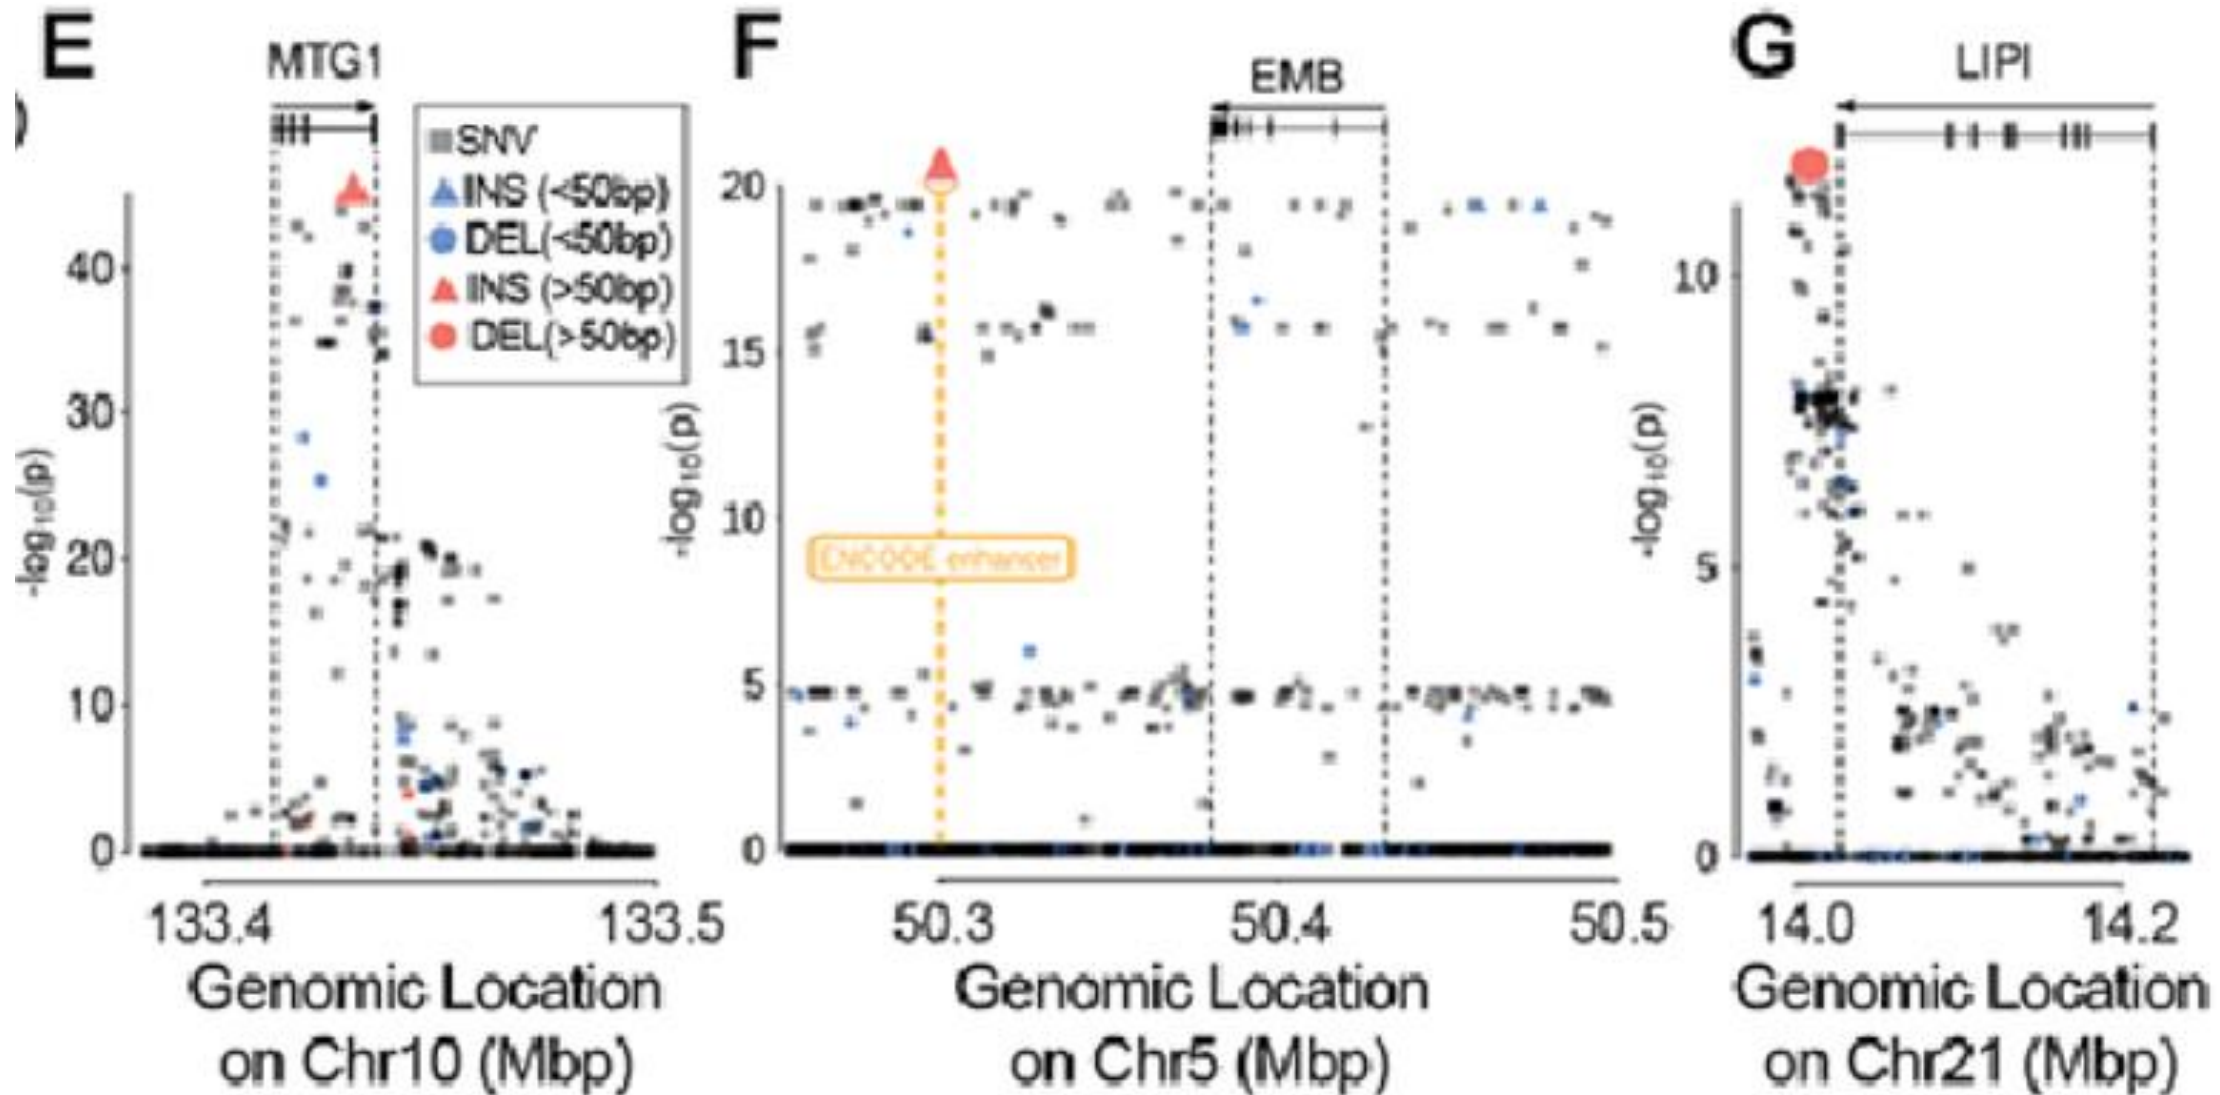 E
MTG1
SNV
INS (<50bp)
DEL(<50bp)
INS (>50bp)
DEL(>50bp)
40
30
20
10
0
-log10(p)
133.4 133.5
Genomic Location
on Chr10 (Mbp)
F
EMB
20
15
10
5
0
-log10(p)
ENCODE enhancer
50.3 50.4 50.5
Genomic Location
on Chr5 (Mbp)
G
LIPI
10
5
0
-log10(p)
14.0 14.2
Genomic Location
on Chr21 (Mbp)